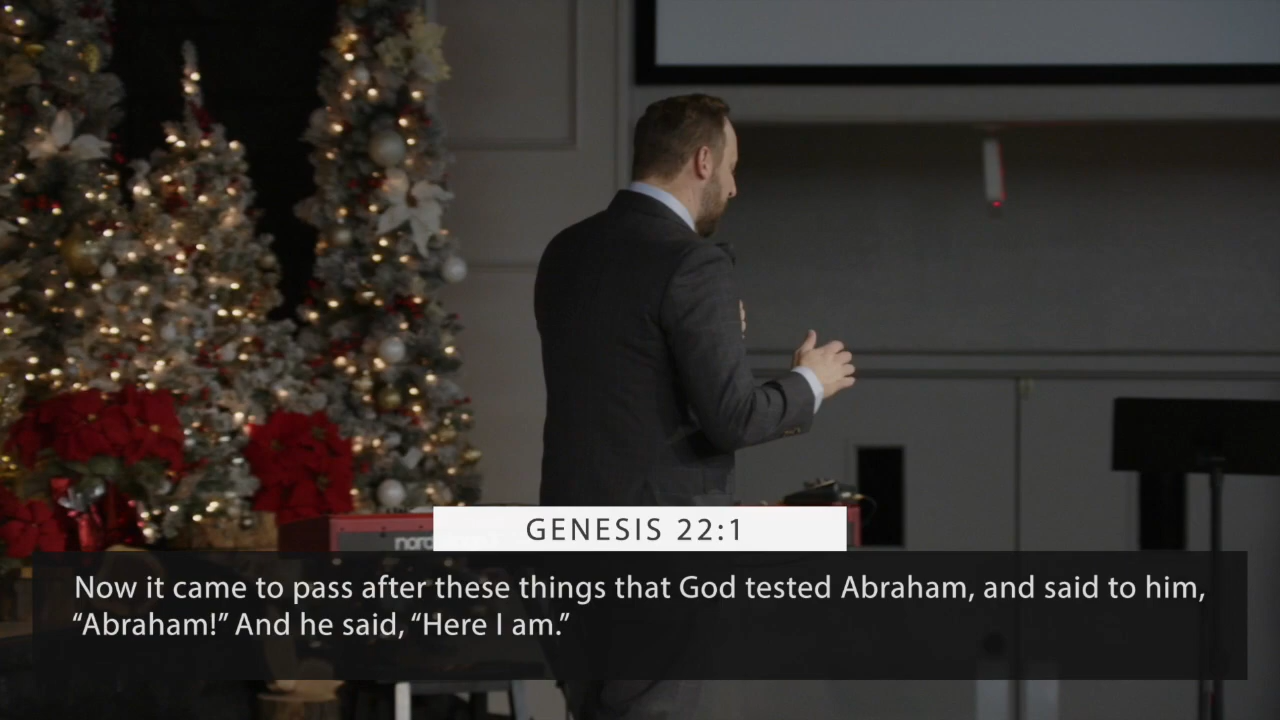 nord
GENESIS 22:1
Now it came to pass after these things that God tested Abraham, and said to him,
“Abraham!” And he said, “Here I am.”